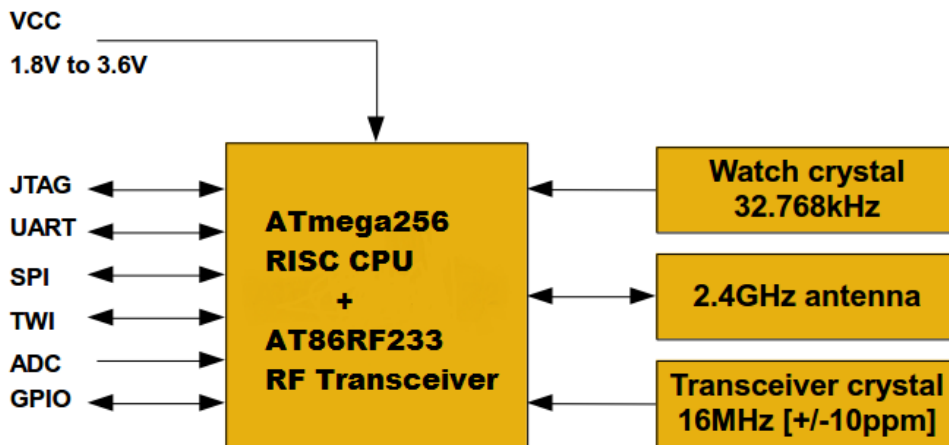 VCC
1.8V to 3.6V
JTAG
UART
SPI
TWI
ADC
GPIO
ATmega256
RISC CPU
+
AT86RF233
RF Transceiver
Watch crystal
32.768kHz
2.4GHz antenna
Transceiver crystal
16MHz [+/-10ppm]